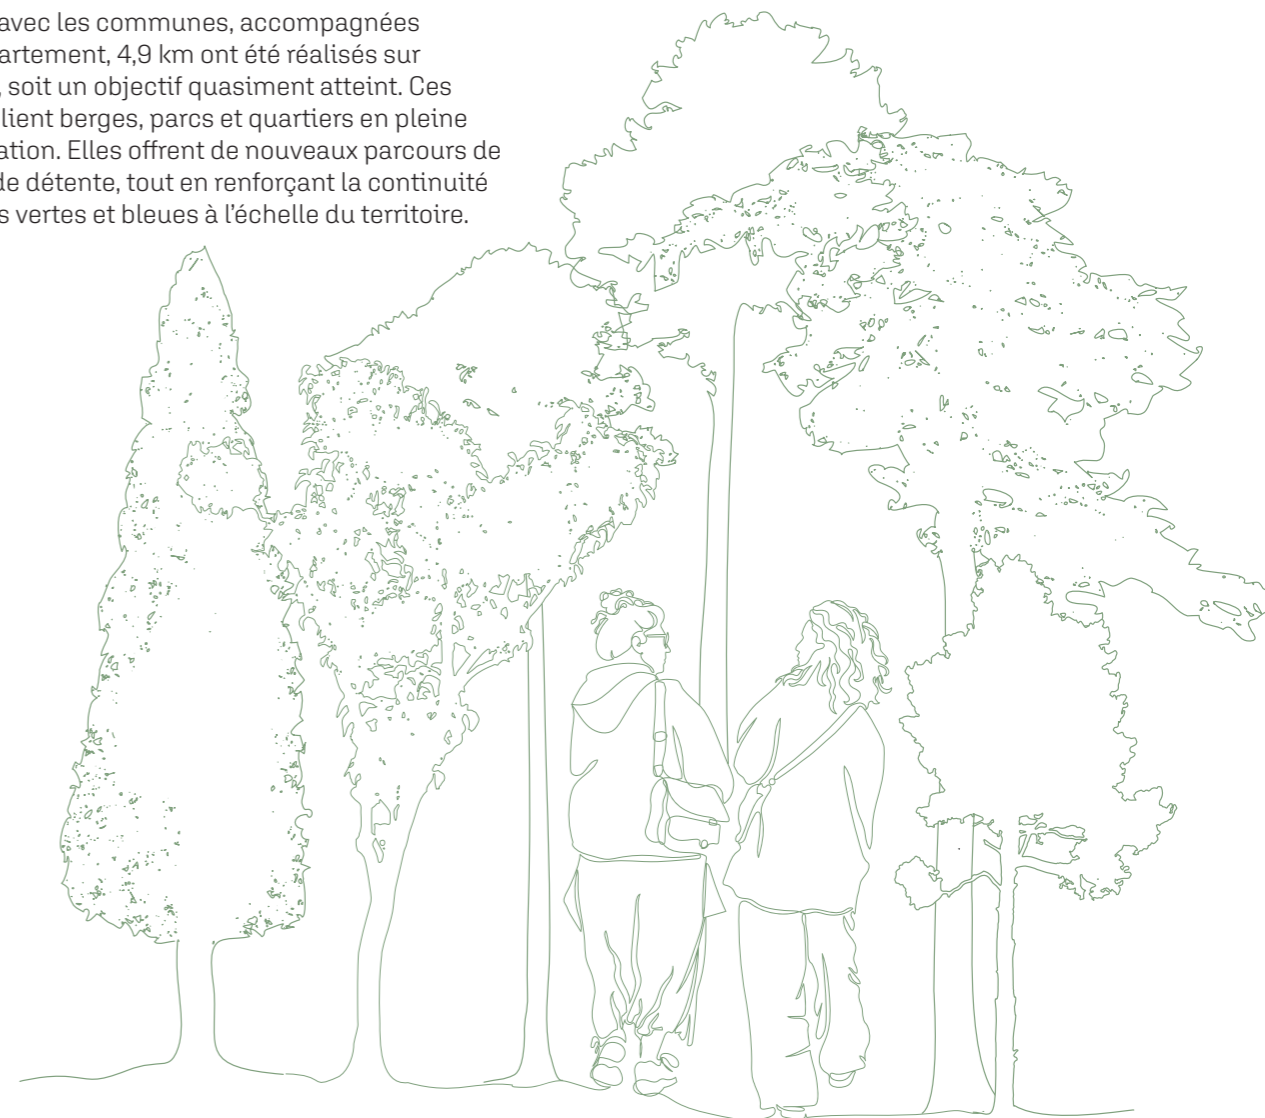 avec les communes, accompagnées
artement, 4,9 km ont été réalisés sur
, soit un objectif quasiment atteint. Ces
lient berges, parcs et quartiers en pleine
ation. Elles offrent de nouveaux parcours de
de détente, tout en renforçant la continuité
s vertes et bleues à l’échelle du territoire.